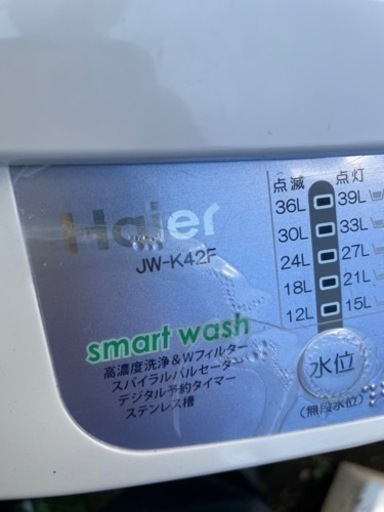 Haier
JW-K42F
点滅 点灯
36L 39L
30L 33L
24L 27L
18L 21L
12L 15L
smart wash
高濃度洗浄&Wフィルター
スパイラルパルセーター
デジタル予約タイマー
ステンレス槽
水位
(無段水位)